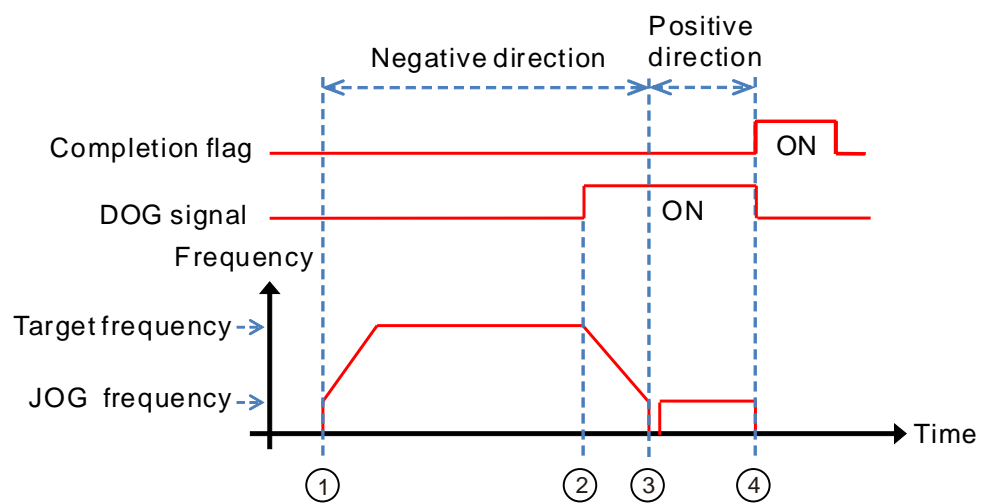 Positive
direction
Negative direction
Completion flag
ON
DOG signal
ON
Frequency
Target frequency
JOG frequency
Time
1
2
3
4